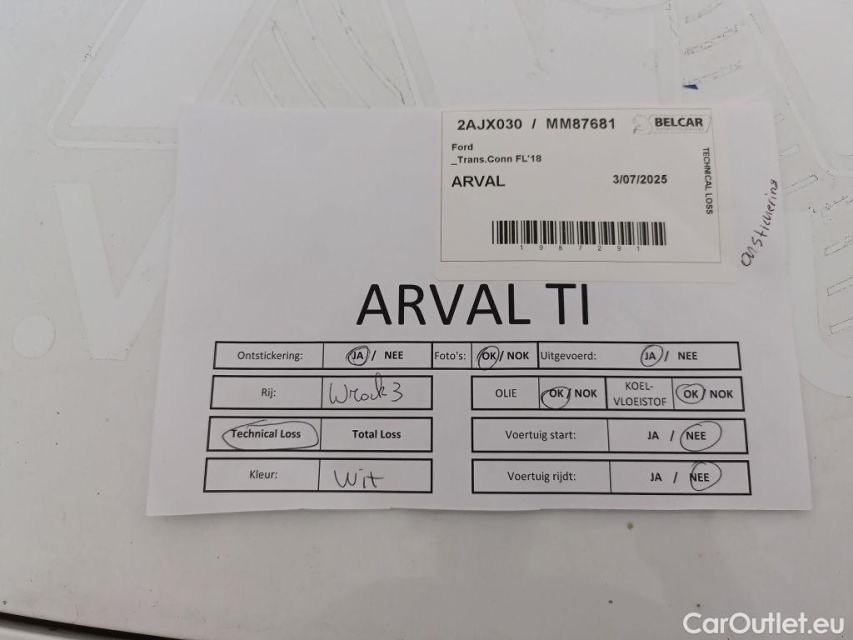 2AJX030 / MM87681 BELCAR
Ford
_Trans.Conn FL'18
ARVAL 3/07/2025
TECHNICAL LOSS
1987291
ontstickering
ARVAL TI
Ontstickering: JA / NEE Foto's: OK / NOK Uitgevoerd: JA / NEE
Rij: Wrack 3 OLIE OK / NOK KOEL-
VLOEISTOF OK / NOK
Technical Loss Total Loss Voertuig start: JA / NEE
Kleur: Wit Voertuig rijdt: JA / NEE
CarOutlet.eu